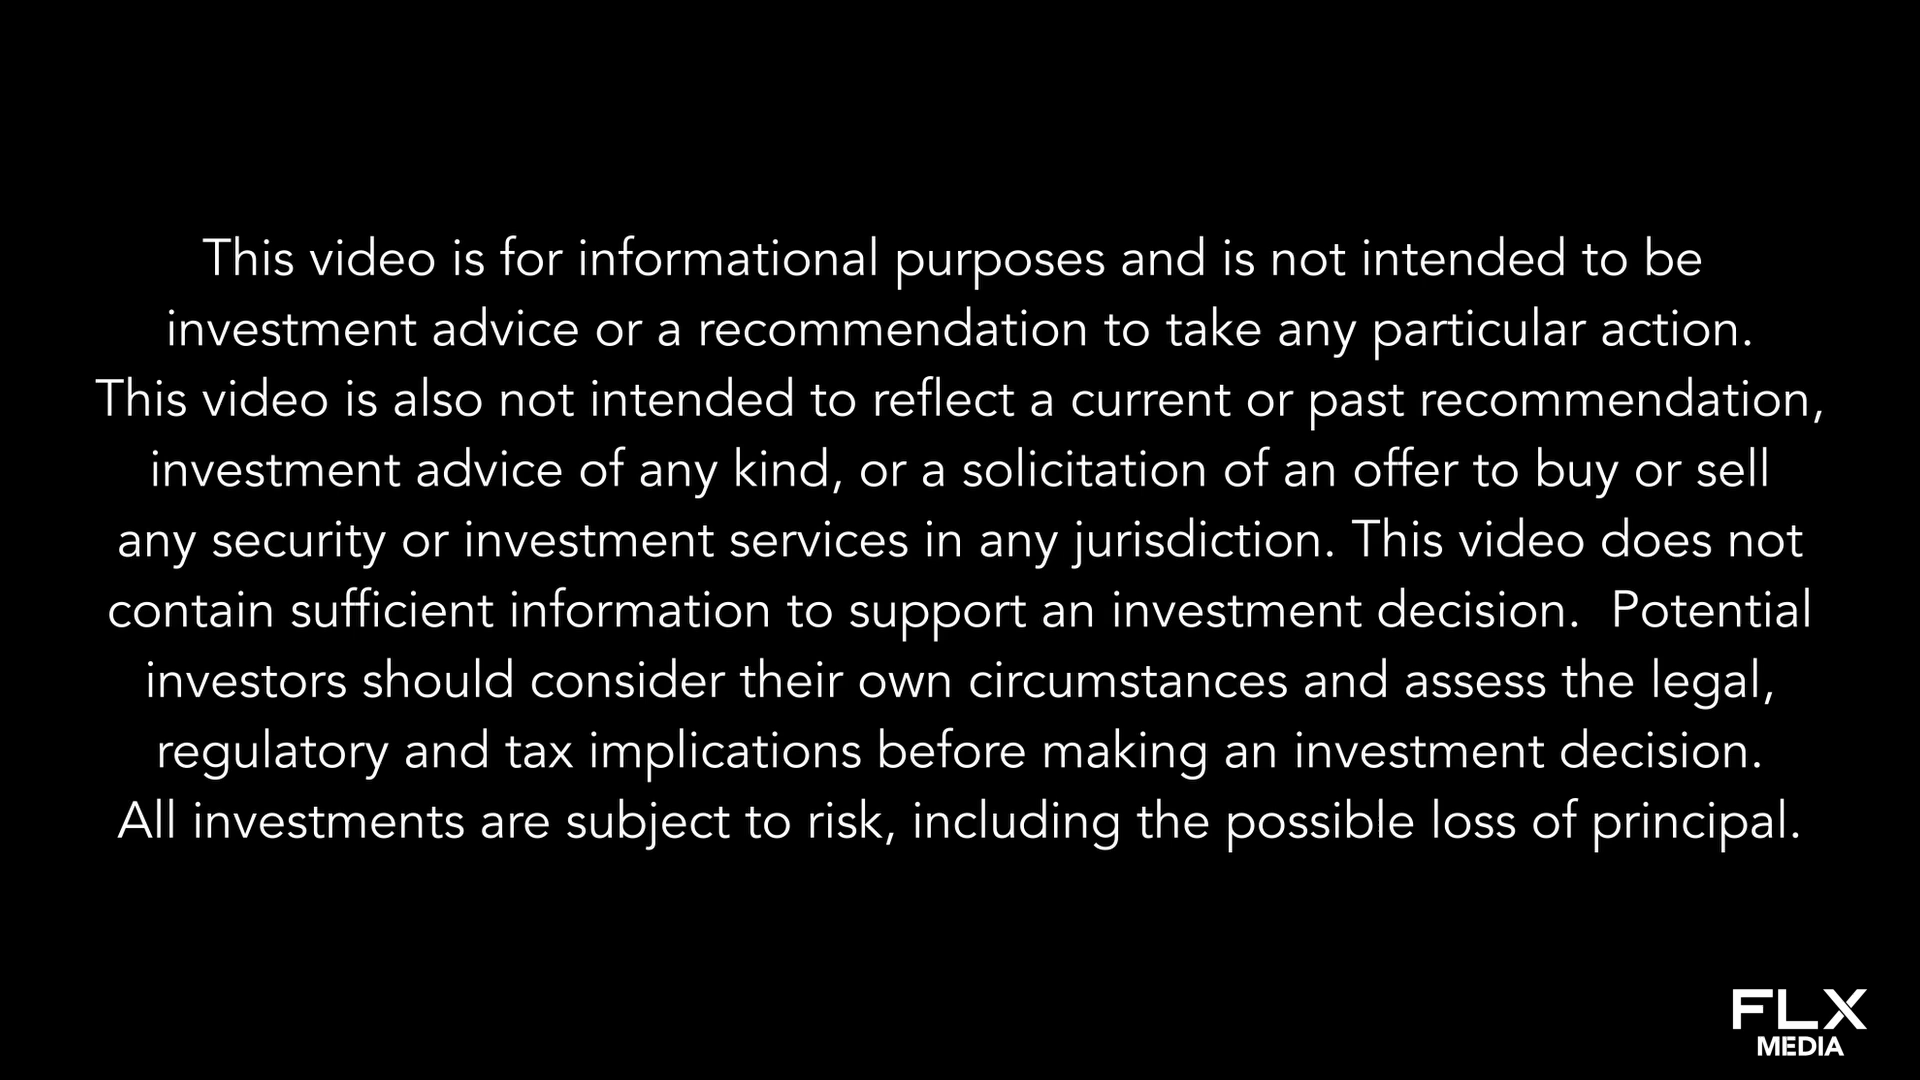 This video is for informational purposes and is not intended to be
investment advice or a recommendation to take any particular action.
This video is also not intended to reflect a current or past recommendation,
investment advice of any kind, or a solicitation of an offer to buy or sell
any security or investment services in any jurisdiction. This video does not
contain sufficient information to support an investment decision.  Potential
investors should consider their own circumstances and assess the legal,
regulatory and tax implications before making an investment decision.
All investments are subject to risk, including the possible loss of principal.
FLX
MEDIA